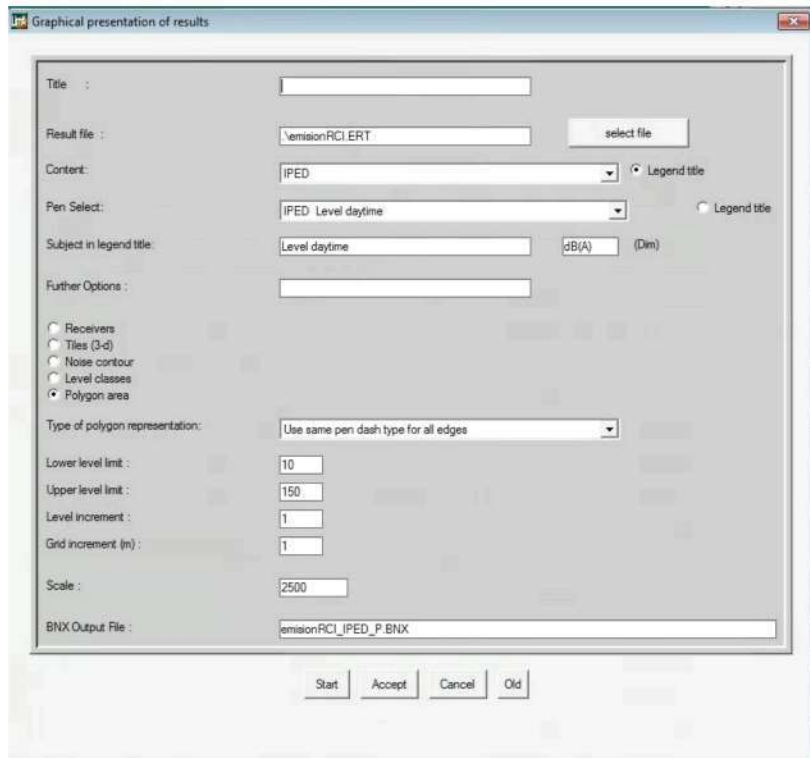 Graphical presentation of results
Title :
Result file : .\emisionRCI.ERT select file
Content: IPED Legend title
Pen Select: IPED Level daytime Legend title
Subject in legend title: Level daytime dB(A) (Dim)
Further Options :
Receivers
Tiles (3-d)
Noise contour
Level classes
Polygon area
Type of polygon representation: Use same pen dash type for all edges
Lower level limit : 10
Upper level limit : 150
Level increment : 1
Grid increment (m) : 1
Scale : 2500
BNX Output File : emisionRCI_IPED_P.BNX
Start Accept Cancel Old